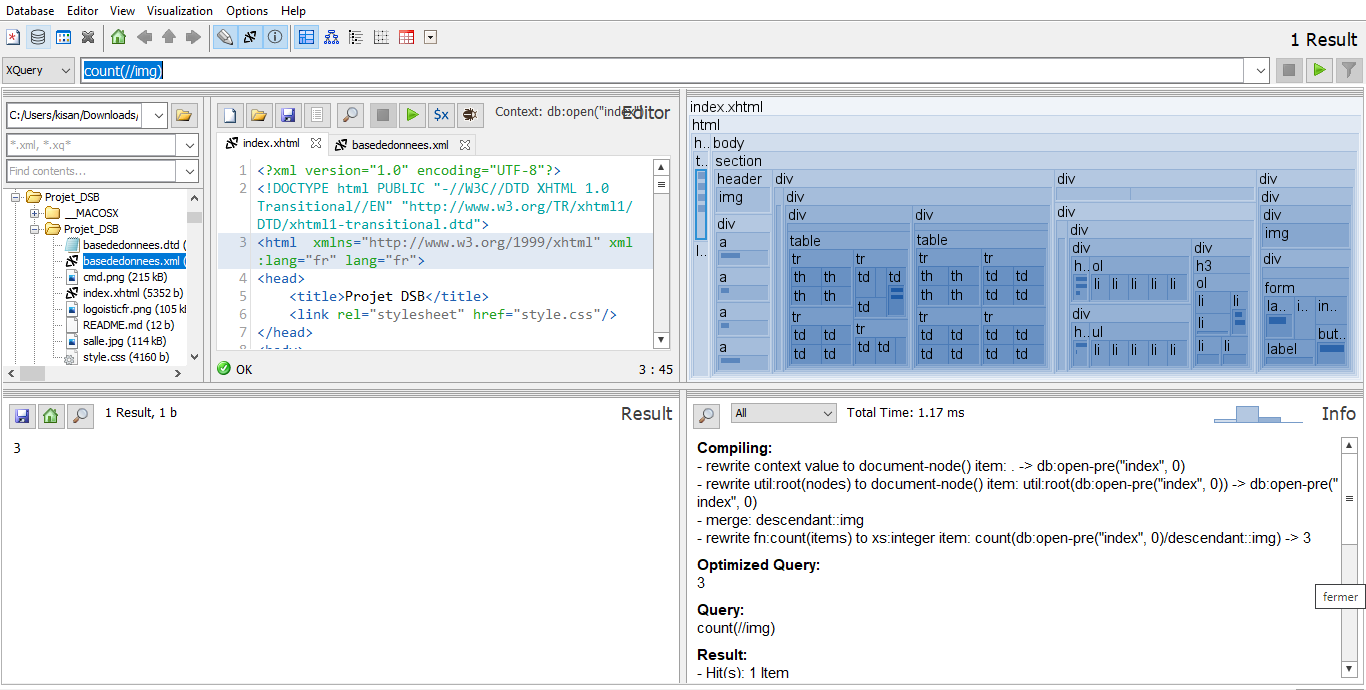 Database Editor View Visualization Options Help
1 Result
XQuery
count(//img)
C:/Users/kisan/Downloads/
*.xml, *.xq*
Find contents...
Projet_DSB
__MACOSX
Projet_DSB
basededonnees.dtd (
basededonnees.xml (
cmd.png (215 kB)
index.xhtml (5352 b)
logoisticfr.png (105 kB
README.md (12 b)
salle.jpg (114 kB)
style.css (4160 b)
$x
Context: db:open("index")
Editor
index.xhtml
basededonnees.xml
1 <?xml version="1.0" encoding="UTF-8"?>
2 <!DOCTYPE html PUBLIC "-//W3C//DTD XHTML 1.0
Transitional//EN" "http://www.w3.org/TR/xhtml1/
DTD/xhtml1-transitional.dtd">
3 <html  xmlns="http://www.w3.org/1999/xhtml" xml
:lang="fr" lang="fr">
4 <head>
5 <title>Projet DSB</title>
6 <link rel="stylesheet" href="style.css"/>
7 </head>
8 <body>
OK
3 : 45
index.xhtml
html
h.. body
t.. section
header div div div
img div div
div div div div div
a table table div img
tr tr tr tr div div h3 div
th th td td th th td td h.. ol ol form
a th th td th th td td li li li li li li li la.. i.. in..
tr tr tr tr div li
a td td td td td td td h.. ul but..
a td td td td td td td td li li li li li li li label
l..
1 Result, 1 b
Result
3
All
Total Time: 1.17 ms
Info
Compiling:
- rewrite context value to document-node() item: . -> db:open-pre("index", 0)
- rewrite util:root(nodes) to document-node() item: util:root(db:open-pre("index", 0)) -> db:open-pre("
index", 0)
- merge: descendant::img
- rewrite fn:count(items) to xs:integer item: count(db:open-pre("index", 0)/descendant::img) -> 3
Optimized Query:
3
Query:
count(//img)
Result:
- Hit(s): 1 Item
fermer